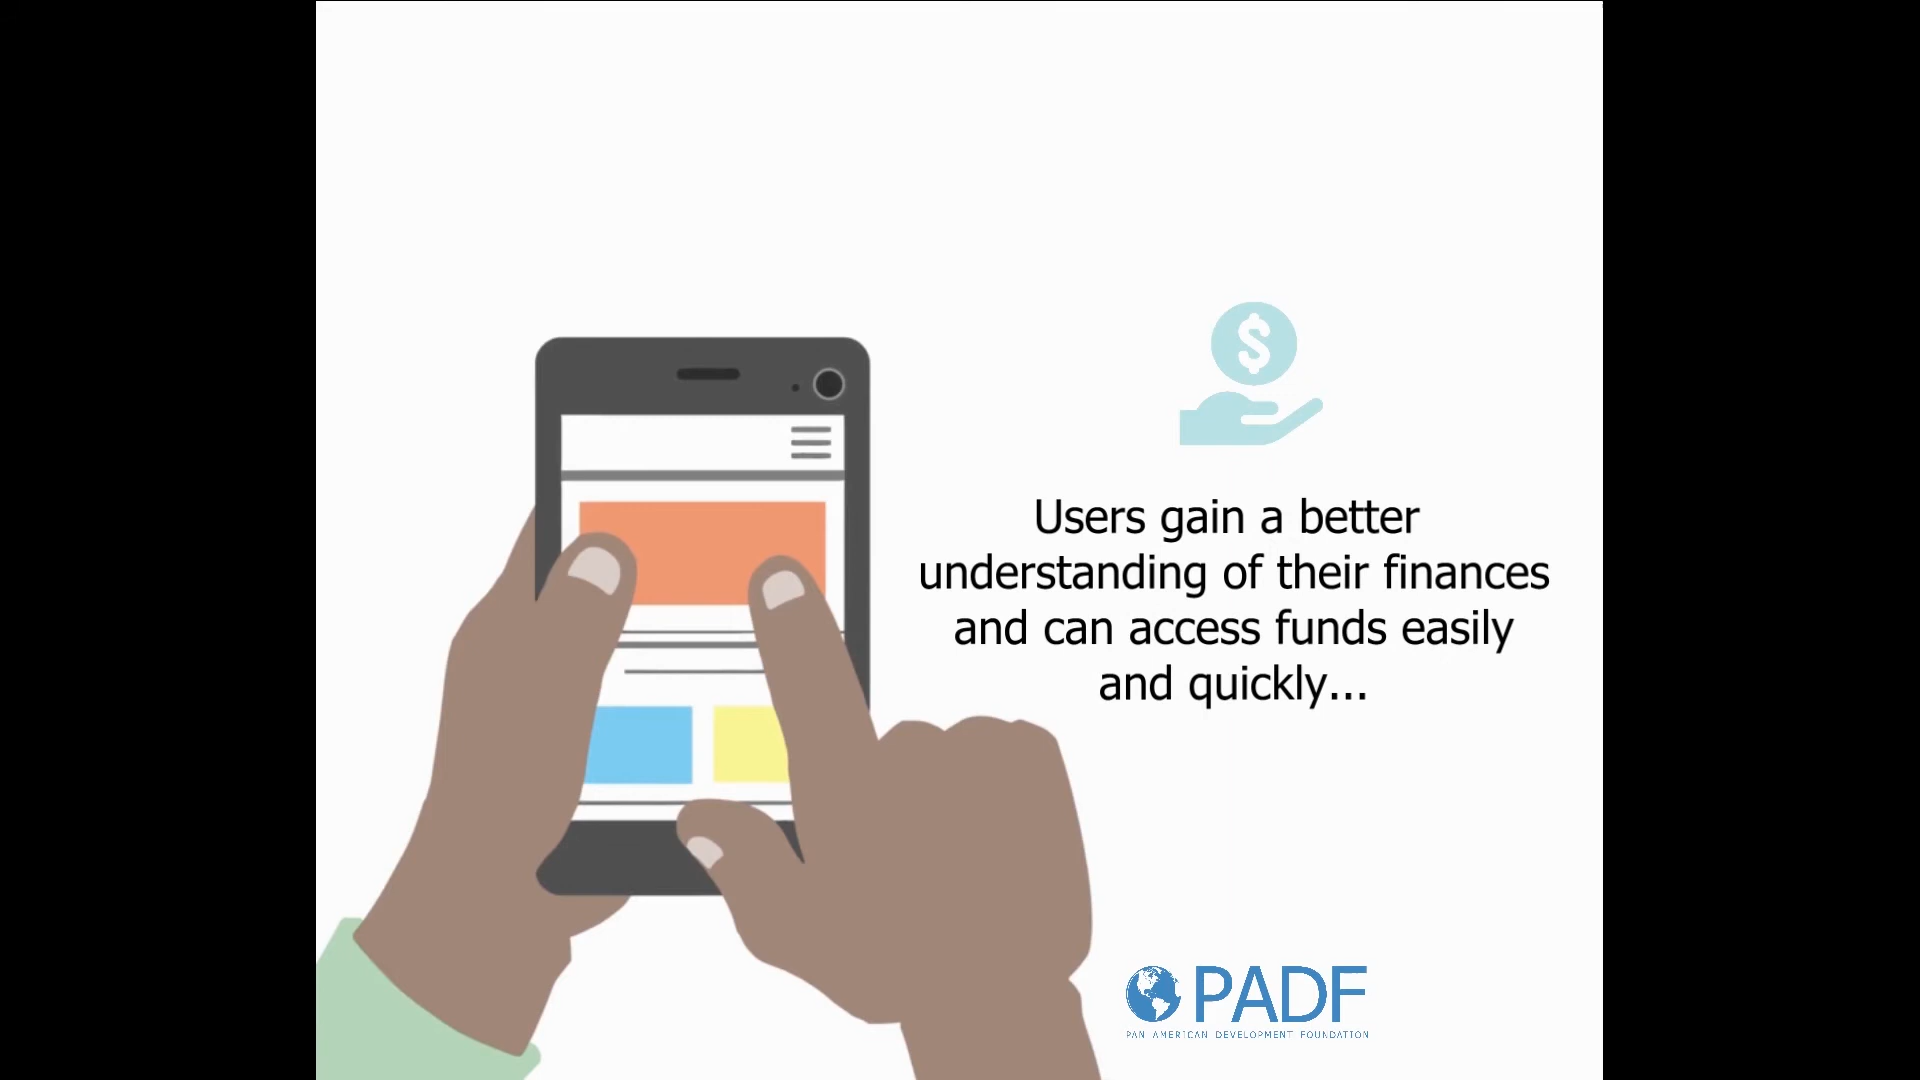 Users gain a better
understanding of their finances
and can access funds easily
and quickly...
PADF
PAN AMERICAN DEVELOPMENT FOUNDATION